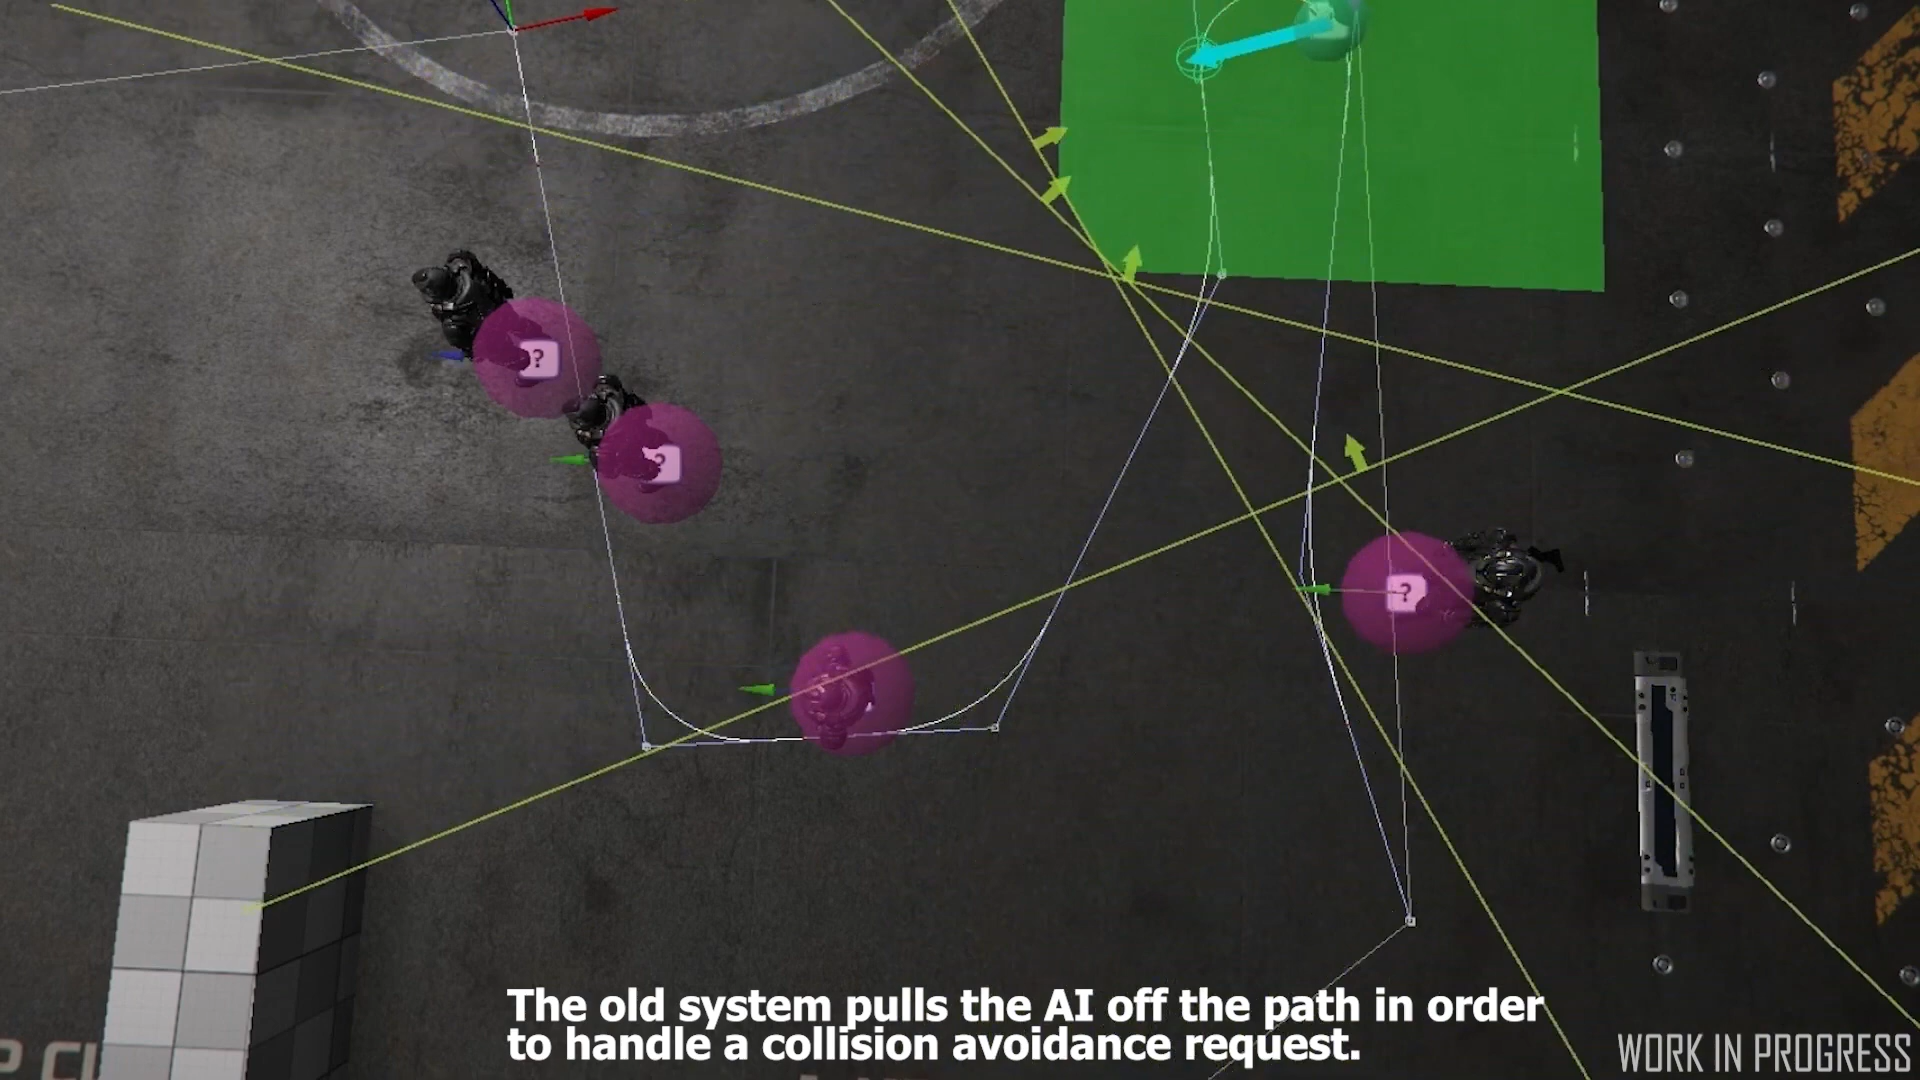 ?
?
?
The old system pulls the AI off the path in order
to handle a collision avoidance request.
WORK IN PROGRESS